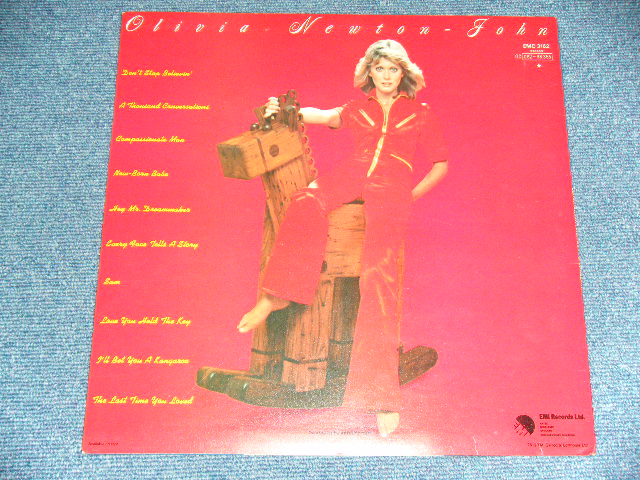 Olivia Newton-John
EMC 3162
Don't Stop Believin'
A Thousand Conversations
Compassionate Man
New-Born Babe
Hey Mr. Dreammaker
Every Face Tells A Story
Sam
Love You Hold The Key
I'll Bet You A Kangaroo
The Last Time You Loved
EMI Records Ltd.